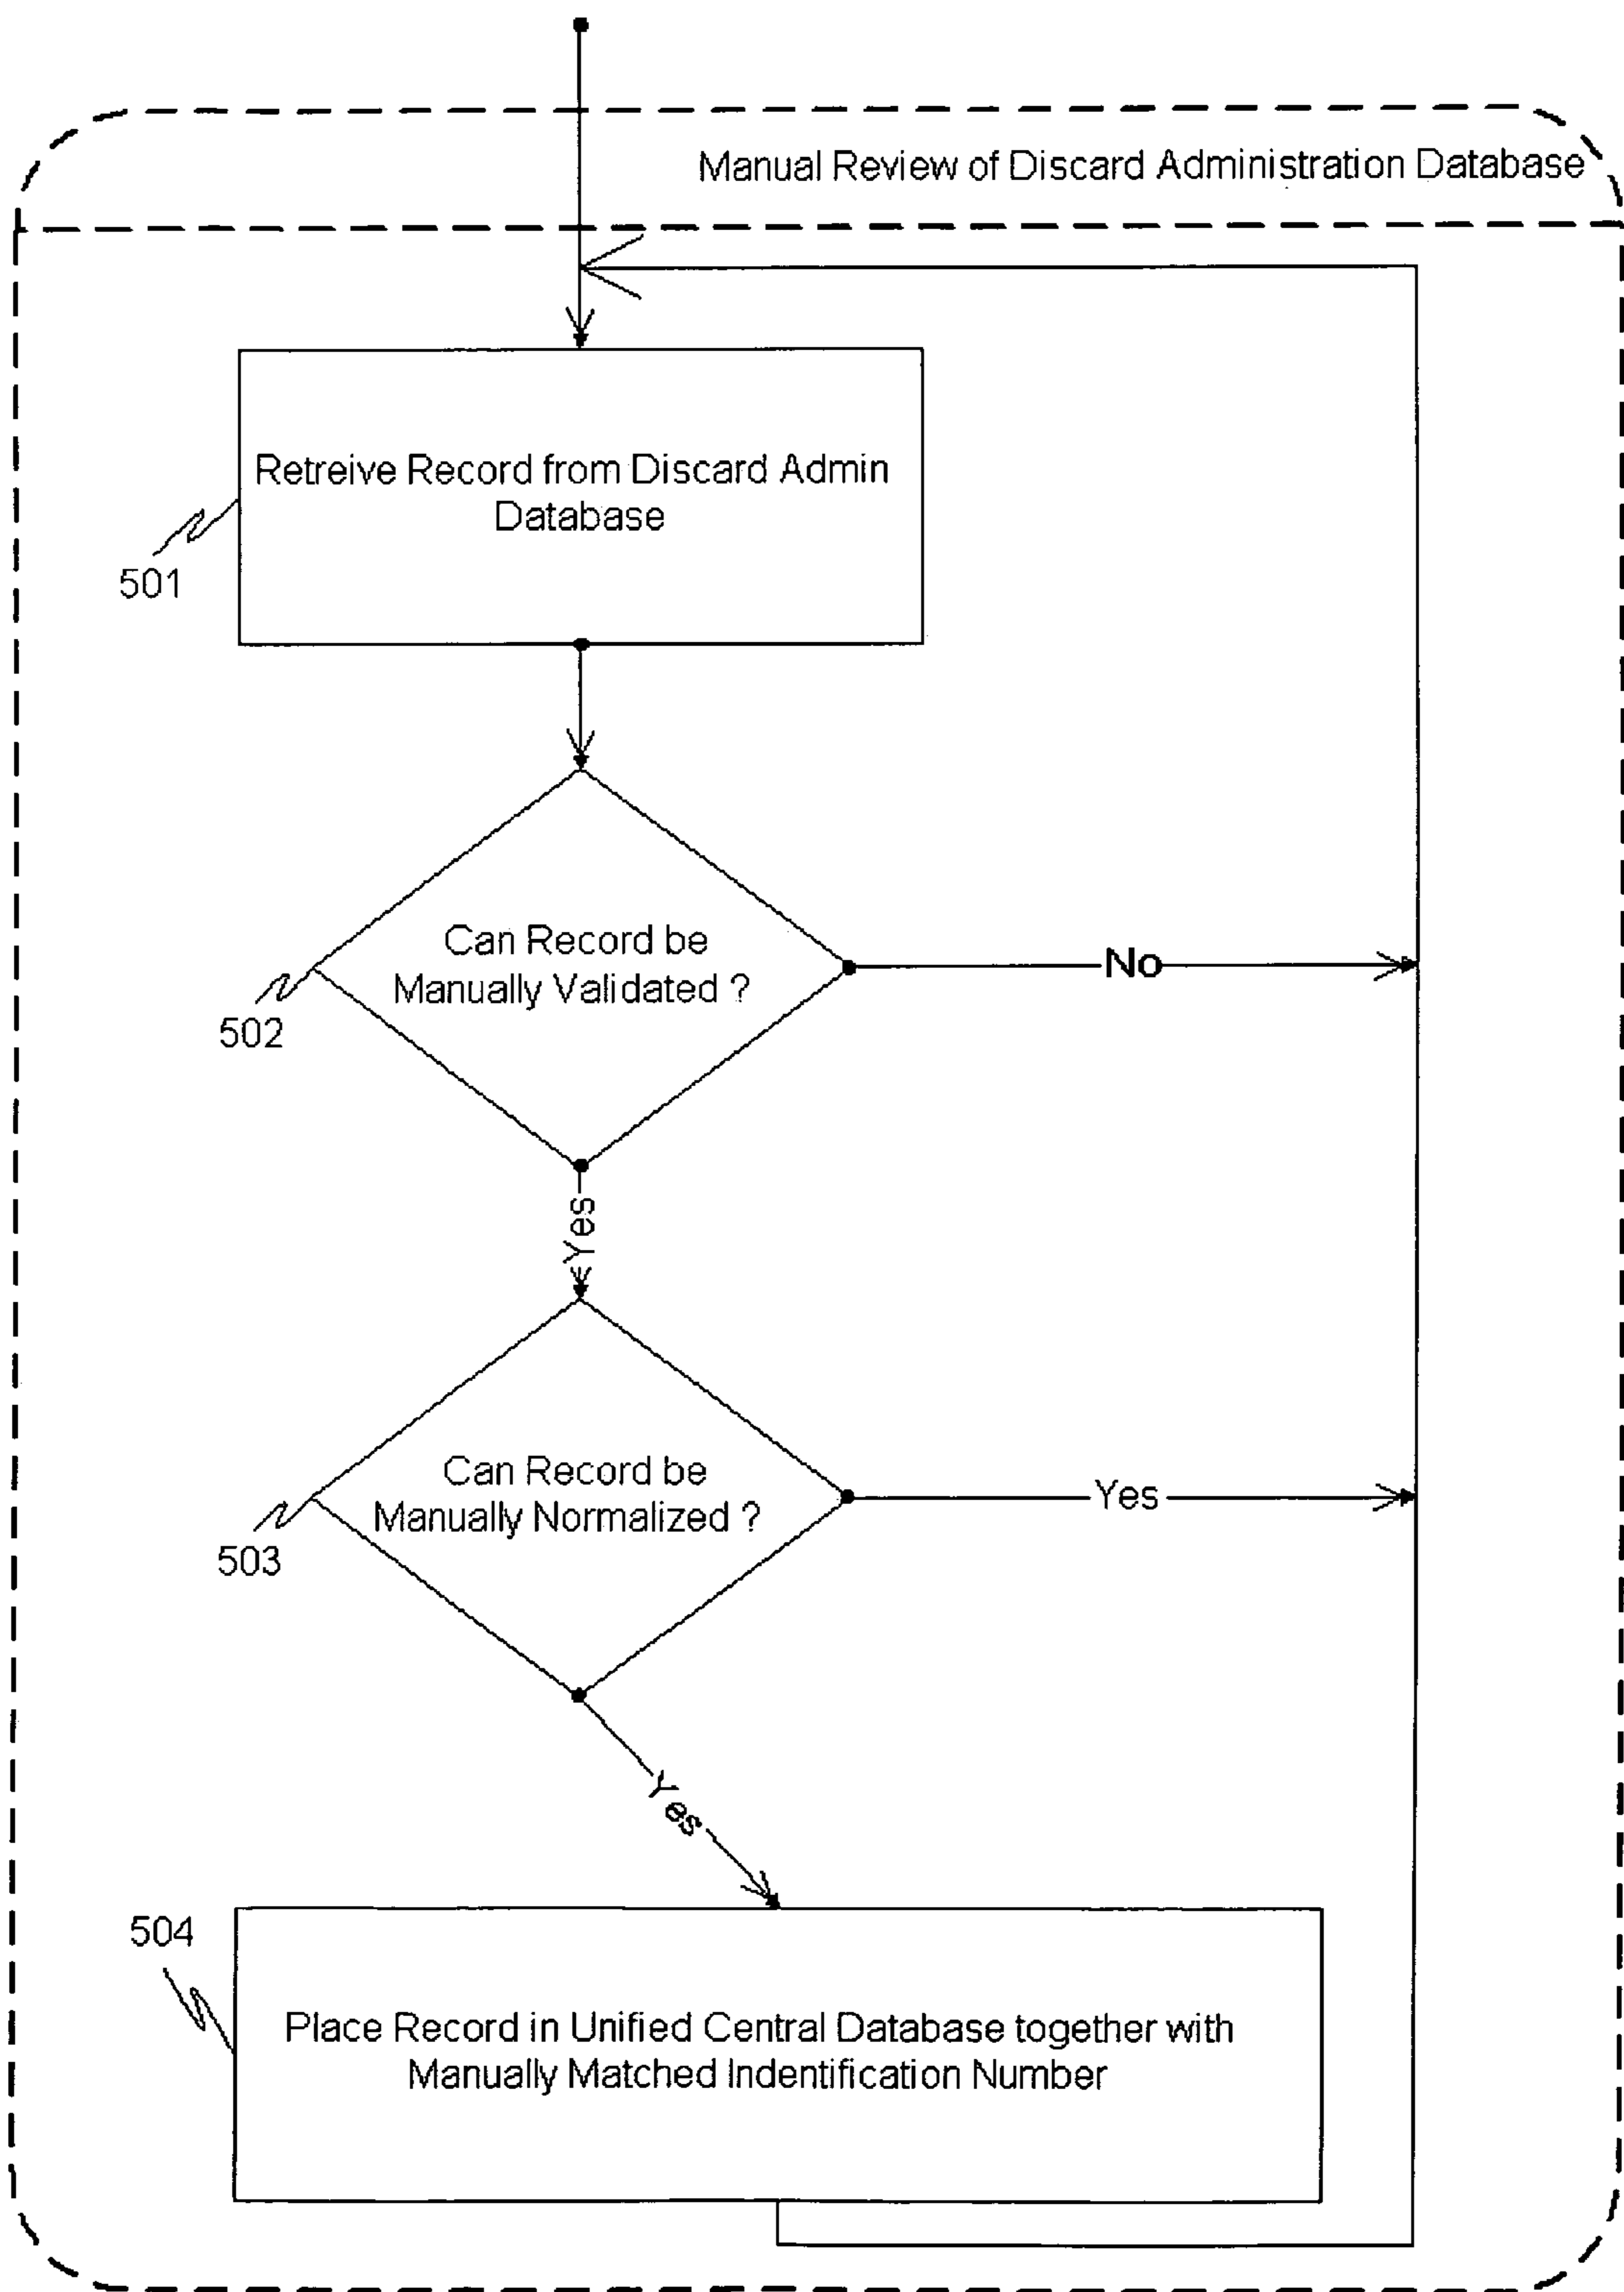 Manual Review of Discard Administration Database
Retreive Record from Discard Admin
Database
501
Can Record be
Manually Validated ?
No
502
Yes
Can Record be
Manually Normalized ?
Yes
503
Yes
504
Place Record in Unified Central Database together with
Manually Matched Indentification Number